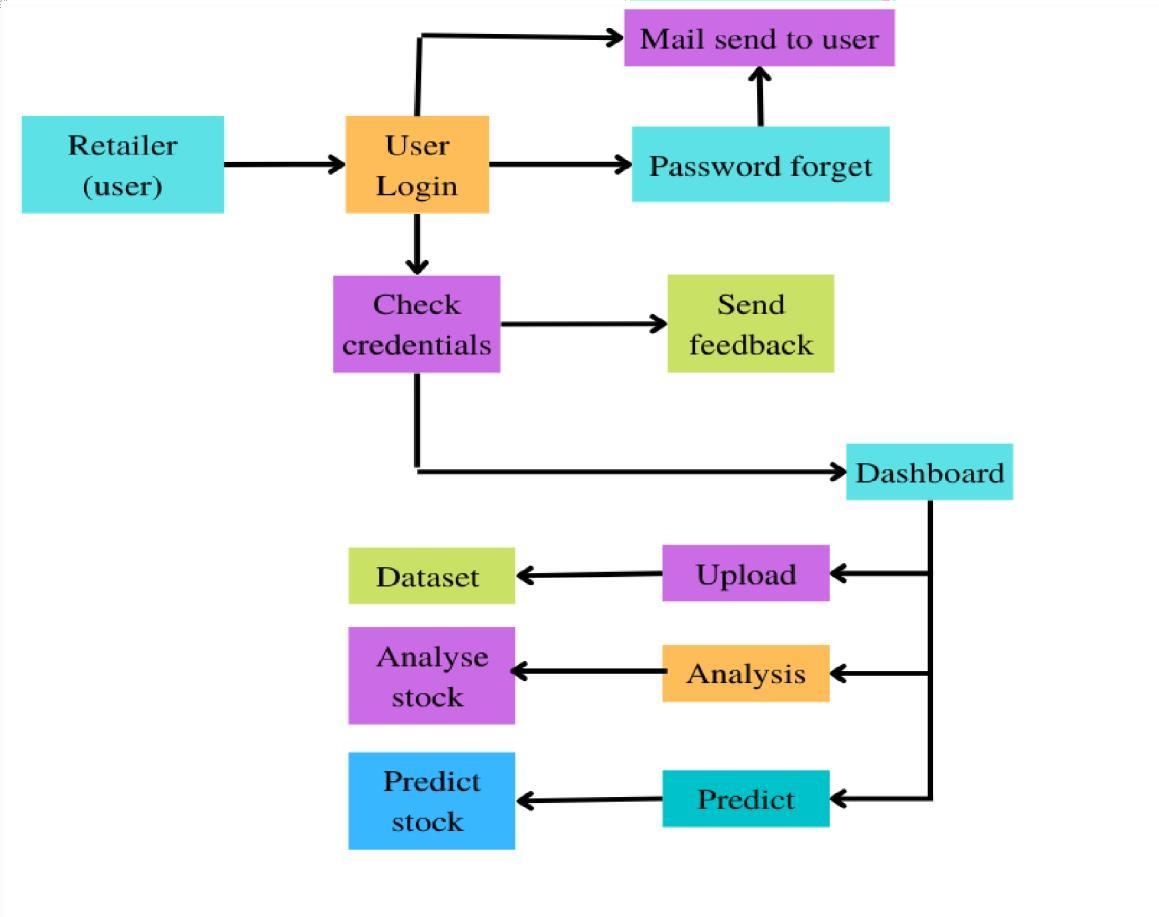 Mail send to user
Retailer
(user)
User
Login
Password forget
Check
credentials
Send
feedback
Dashboard
Dataset
Upload
Analyse
stock
Analysis
Predict
stock
Predict